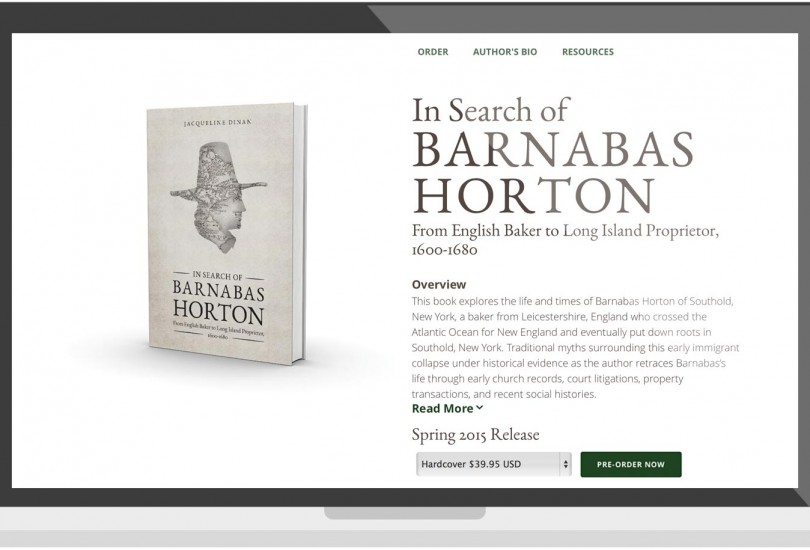 ORDER AUTHOR'S BIO RESOURCES
JACQUELINE DINAN
IN SEARCH OF
BARNABAS
HORTON
From English Baker to Long Island Proprietor,
1600-1680
In Search of
BARNABAS
HORTON
From English Baker to Long Island Proprietor,
1600-1680
Overview
This book explores the life and times of Barnabas Horton of Southold,
New York, a baker from Leicestershire, England who crossed the
Atlantic Ocean for New England and eventually put down roots in
Southold, New York. Traditional myths surrounding this early immigrant
collapse under historical evidence as the author retraces Barnabas's
life through early church records, court litigations, property
transactions, and recent social histories.
Read More
Spring 2015 Release
Hardcover $39.95 USD
PRE-ORDER NOW